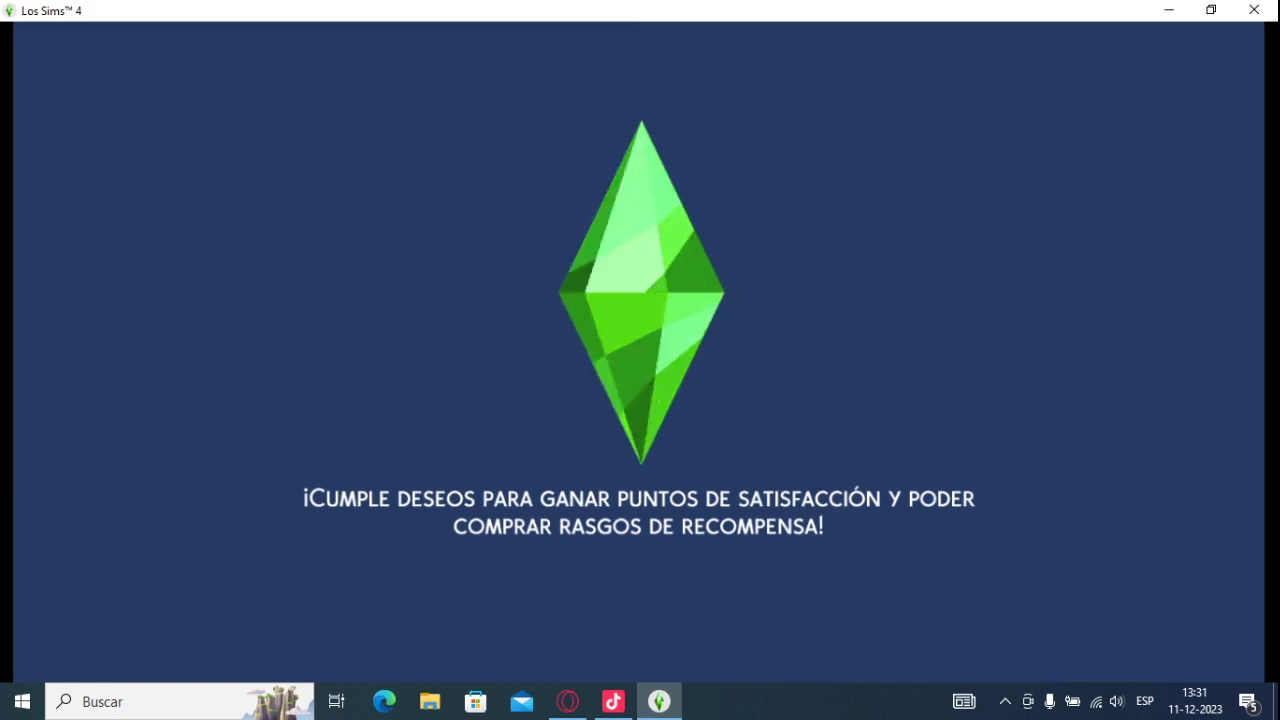 Los Sims™ 4
¡Cumple deseos para ganar puntos de satisfacción y poder
comprar rasgos de recompensa!
Buscar
ESP
13:31
11-12-2023
5